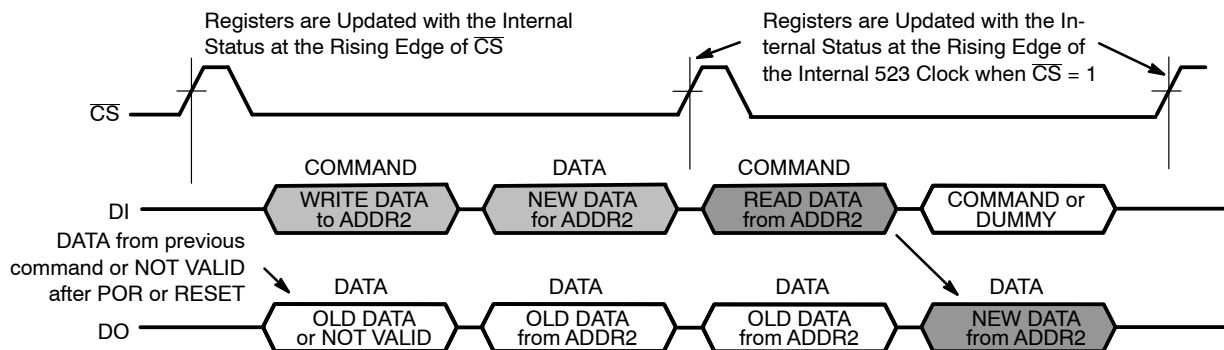 Registers are Updated with the Internal
Status at the Rising Edge of CS
Registers are Updated with the In-
ternal Status at the Rising Edge of
the Internal 523 Clock when CS = 1
CS
COMMAND
DATA
COMMAND
DI
WRITE DATA
to ADDR2
NEW DATA
for ADDR2
READ DATA
from ADDR2
COMMAND or
DUMMY
DATA from previous
command or NOT VALID
after POR or RESET
DATA
DATA
DATA
DATA
DO
OLD DATA
or NOT VALID
OLD DATA
from ADDR2
OLD DATA
from ADDR2
NEW DATA
from ADDR2